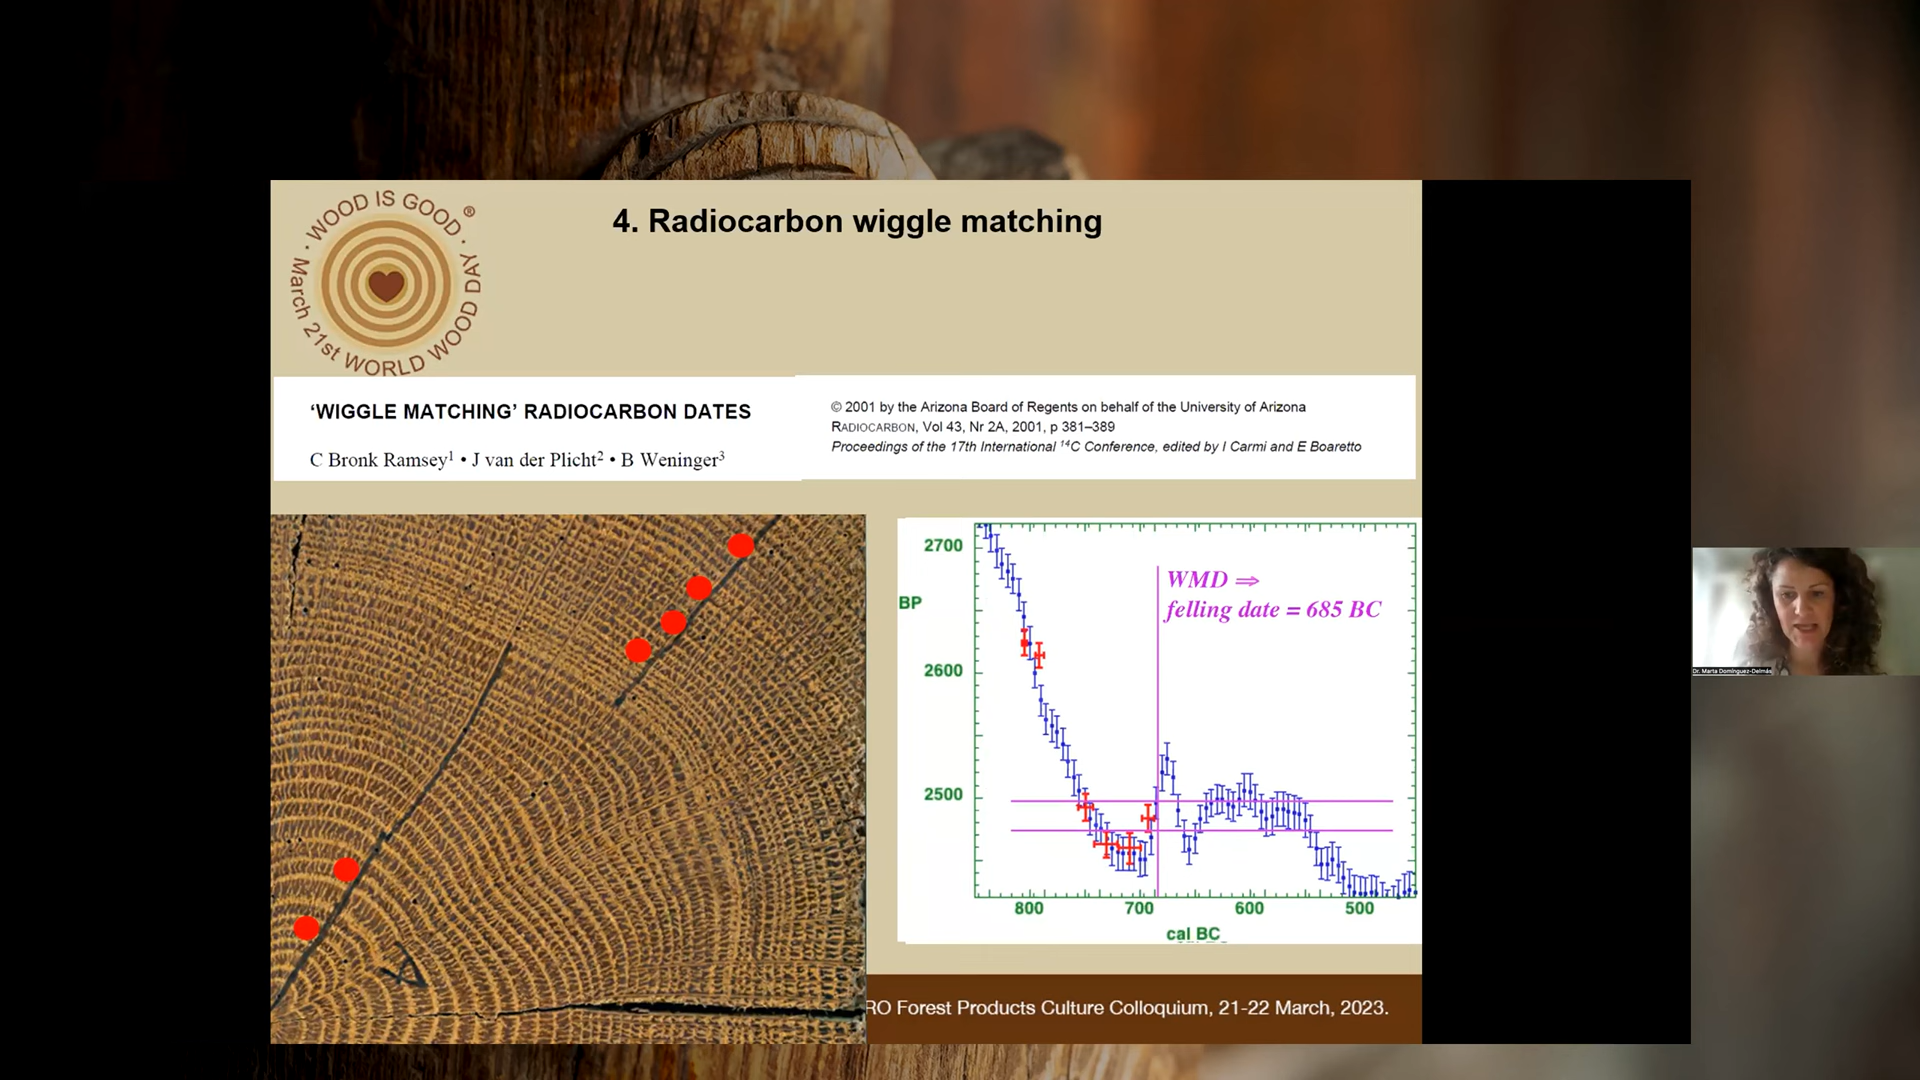 WOOD IS GOOD ®
March 21st WORLD WOOD DAY
4. Radiocarbon wiggle matching
‘WIGGLE MATCHING’ RADIOCARBON DATES
C Bronk Ramsey1 • J van der Plicht2 • B Weninger3
© 2001 by the Arizona Board of Regents on behalf of the University of Arizona
RADIOCARBON, Vol 43, Nr 2A, 2001, p 381–389
Proceedings of the 17th International 14C Conference, edited by I Carmi and E Boaretto
2700
BP
2600
2500
WMD ⇒
felling date = 685 BC
800 700 600 500
cal BC
RO Forest Products Culture Colloquium, 21-22 March, 2023.
Dr. Marta Domínguez-Delmás